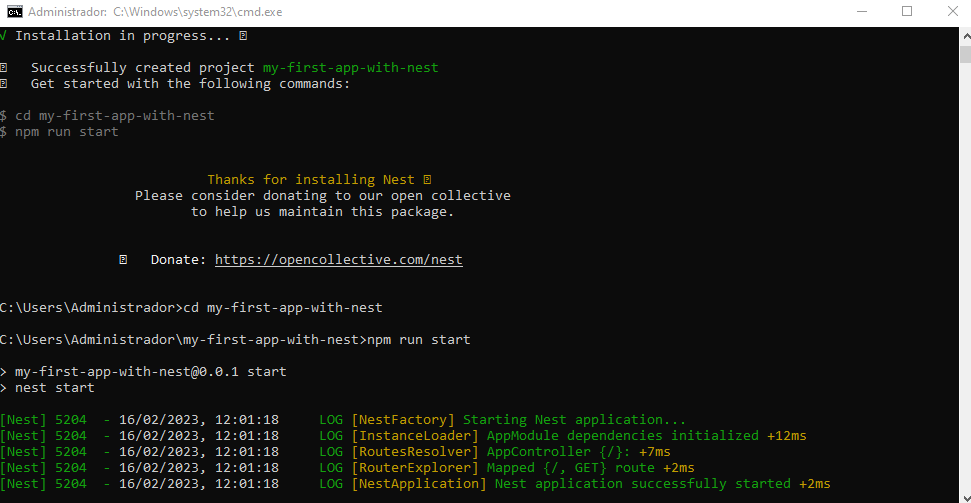 Administrador: C:\Windows\system32\cmd.exe
√ Installation in progress...
Successfully created project my-first-app-with-nest
Get started with the following commands:
$ cd my-first-app-with-nest
$ npm run start
Thanks for installing Nest
Please consider donating to our open collective
to help us maintain this package.
Donate: https://opencollective.com/nest
C:\Users\Administrador>cd my-first-app-with-nest
C:\Users\Administrador\my-first-app-with-nest>npm run start
> my-first-app-with-nest@0.0.1 start
> nest start
[Nest] 5204  - 16/02/2023, 12:01:18     LOG [NestFactory] Starting Nest application...
[Nest] 5204  - 16/02/2023, 12:01:18     LOG [InstanceLoader] AppModule dependencies initialized +12ms
[Nest] 5204  - 16/02/2023, 12:01:18     LOG [RoutesResolver] AppController {/}: +7ms
[Nest] 5204  - 16/02/2023, 12:01:18     LOG [RouterExplorer] Mapped {/, GET} route +2ms
[Nest] 5204  - 16/02/2023, 12:01:18     LOG [NestApplication] Nest application successfully started +2ms